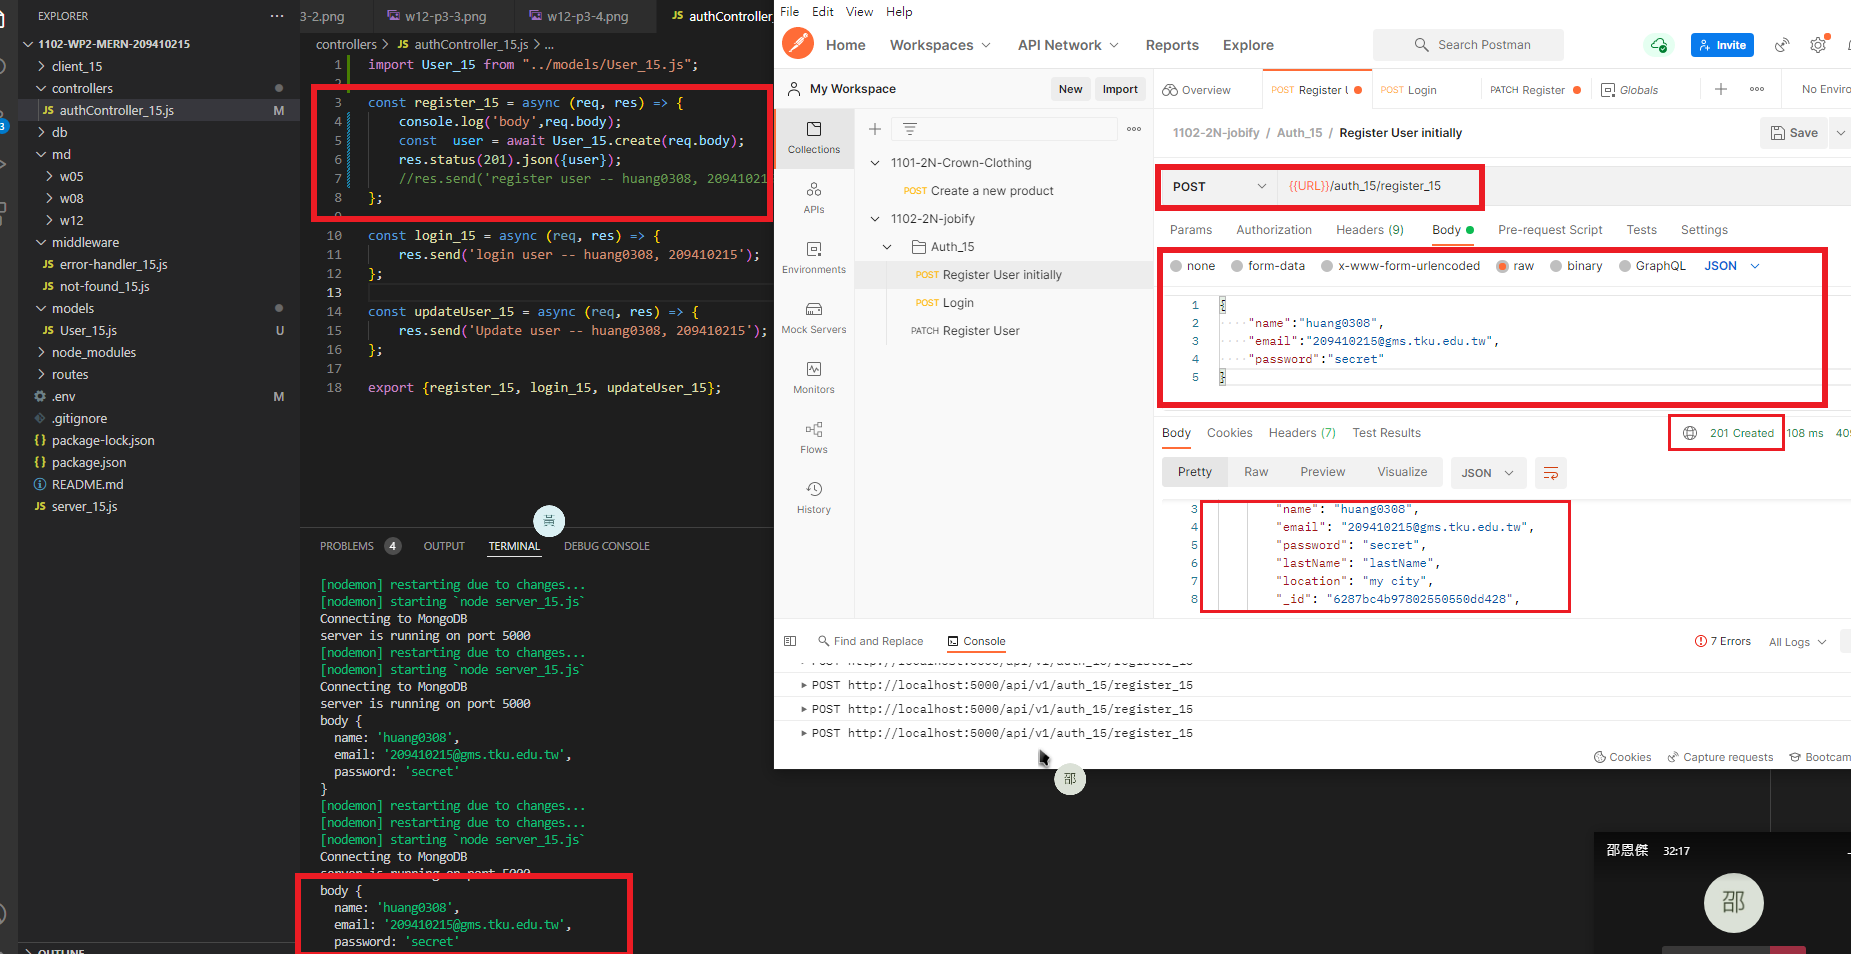 EXPLORER
1102-WP2-MERN-209410215
client_15
controllers
JS authController_15.js M
db
md
w05
w08
w12
middleware
JS error-handler_15.js
JS not-found_15.js
models
JS User_15.js U
node_modules
routes
.env M
.gitignore
{} package-lock.json
{} package.json
README.md
JS server_15.js
OUTLINE
3-2.png w12-p3-3.png w12-p3-4.png JS authController_
controllers > JS authController_15.js > ...
1 import User_15 from "../models/User_15.js";
2
3 const register_15 = async (req, res) => {
4 console.log('body',req.body);
5 const  user = await User_15.create(req.body);
6 res.status(201).json({user});
7 //res.send('register user -- huang0308, 20941021
8 };
9
10 const login_15 = async (req, res) => {
11 res.send('login user -- huang0308, 209410215');
12 };
13
14 const updateUser_15 = async (req, res) => {
15 res.send('Update user -- huang0308, 209410215');
16 };
17
18 export {register_15, login_15, updateUser_15};
黃
PROBLEMS 4 OUTPUT TERMINAL DEBUG CONSOLE
[nodemon] restarting due to changes...
[nodemon] starting `node server_15.js`
Connecting to MongoDB
server is running on port 5000
[nodemon] restarting due to changes...
[nodemon] starting `node server_15.js`
Connecting to MongoDB
server is running on port 5000
body {
name: 'huang0308',
email: '209410215@gms.tku.edu.tw',
password: 'secret'
}
[nodemon] restarting due to changes...
[nodemon] restarting due to changes...
[nodemon] starting `node server_15.js`
Connecting to MongoDB
server is running on port 5000
body {
name: 'huang0308',
email: '209410215@gms.tku.edu.tw',
password: 'secret'
File Edit View Help
Home Workspaces API Network Reports Explore Search Postman Invite
My Workspace New Import
Overview POST Register U POST Login PATCH Register Globals + No Enviro
Collections
APIs
Environments
Mock Servers
Monitors
Flows
History
1101-2N-Crown-Clothing
POST Create a new product
1102-2N-jobify
Auth_15
POST Register User initially
POST Login
PATCH Register User
1102-2N-jobify / Auth_15 / Register User initially Save
POST {{URL}}/auth_15/register_15
Params Authorization Headers (9) Body Pre-request Script Tests Settings
none form-data x-www-form-urlencoded raw binary GraphQL JSON
1 {
2 "name":"huang0308",
3 "email":"209410215@gms.tku.edu.tw",
4 "password":"secret"
5 }
Body Cookies Headers (7) Test Results 201 Created 108 ms 409
Pretty Raw Preview Visualize JSON
3 "name": "huang0308",
4 "email": "209410215@gms.tku.edu.tw",
5 "password": "secret",
6 "lastName": "lastName",
7 "location": "my city",
8 "_id": "6287bc4b97802550550dd428",
Find and Replace Console 7 Errors All Logs
POST http://localhost:5000/api/v1/auth_15/register_15
POST http://localhost:5000/api/v1/auth_15/register_15
POST http://localhost:5000/api/v1/auth_15/register_15
POST http://localhost:5000/api/v1/auth_15/register_15
Cookies Capture requests Bootcam
邵
邵恩傑 32:17
邵